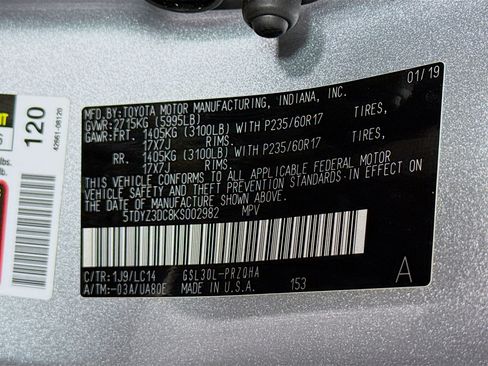 MFD.BY: TOYOTA MOTOR MANUFACTURING, INDIANA, INC. 01/19
GVWR: 2715KG (5995LB)
GAWR: FRT. 1405KG (3100LB) WITH P235/60R17 TIRES,
17X7J RIMS.
RR. 1405KG (3100LB) WITH P235/60R17 TIRES,
17X7J RIMS.
THIS VEHICLE CONFORMS TO ALL APPLICABLE FEDERAL MOTOR
VEHICLE SAFETY AND THEFT PREVENTION STANDARDS IN EFFECT ON
THE DATE OF MANUFACTURE SHOWN ABOVE.
5TDYZ3DC8KS002982 MPV
C/TR: 1J9/LC14 GSL30L-PRZQHA
A/TM: -03A/UA80E MADE IN U.S.A. 153 A
120
42661-08120
lbs.